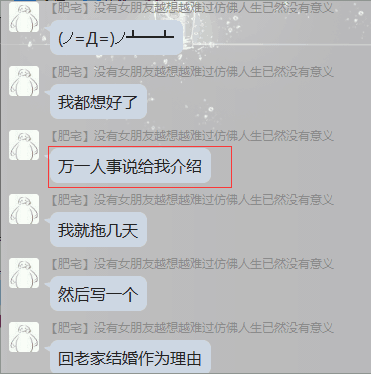 【肥宅】没有女朋友越想越难过仿佛人生已然没有意义
(ノ=Д=)ノ┻━┻
【肥宅】没有女朋友越想越难过仿佛人生已然没有意义
我都想好了
【肥宅】没有女朋友越想越难过仿佛人生已然没有意义
万一人事说给我介绍
【肥宅】没有女朋友越想越难过仿佛人生已然没有意义
我就拖几天
【肥宅】没有女朋友越想越难过仿佛人生已然没有意义
然后写一个
【肥宅】没有女朋友越想越难过仿佛人生已然没有意义
回老家结婚作为理由